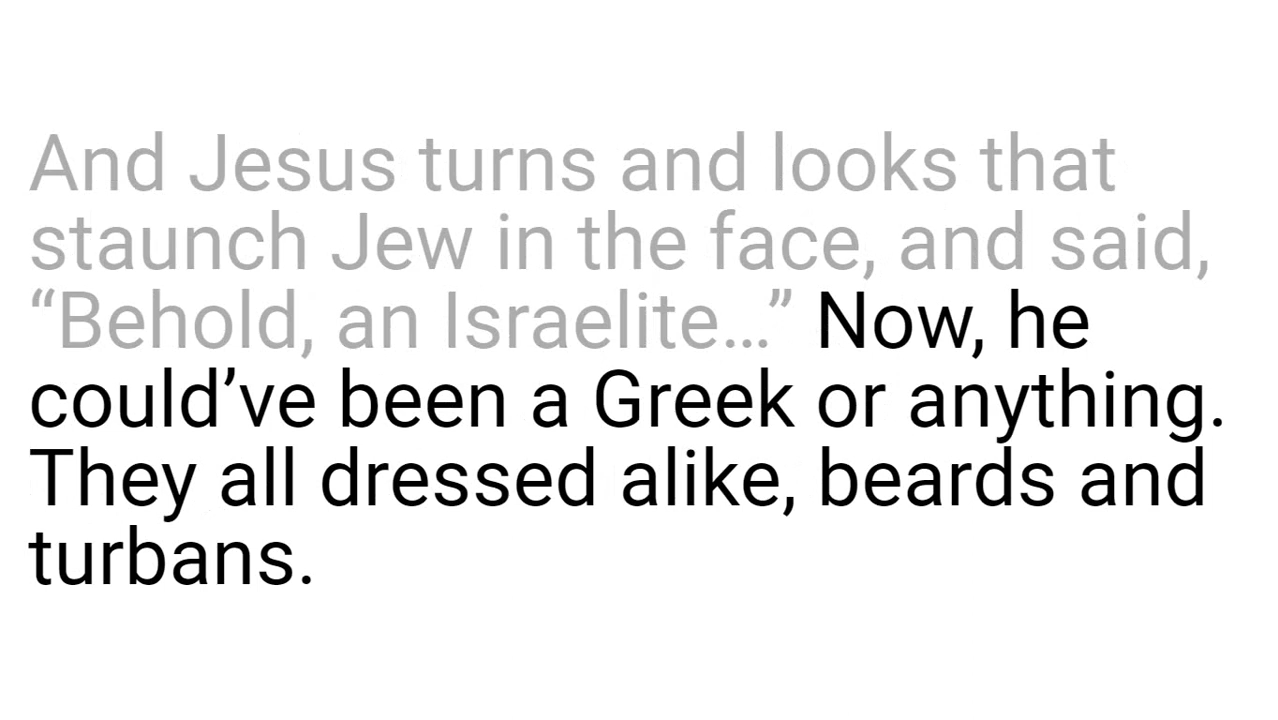 And Jesus turns and looks that
staunch Jew in the face, and said,
“Behold, an Israelite…” Now, he
could’ve been a Greek or anything.
They all dressed alike, beards and
turbans.